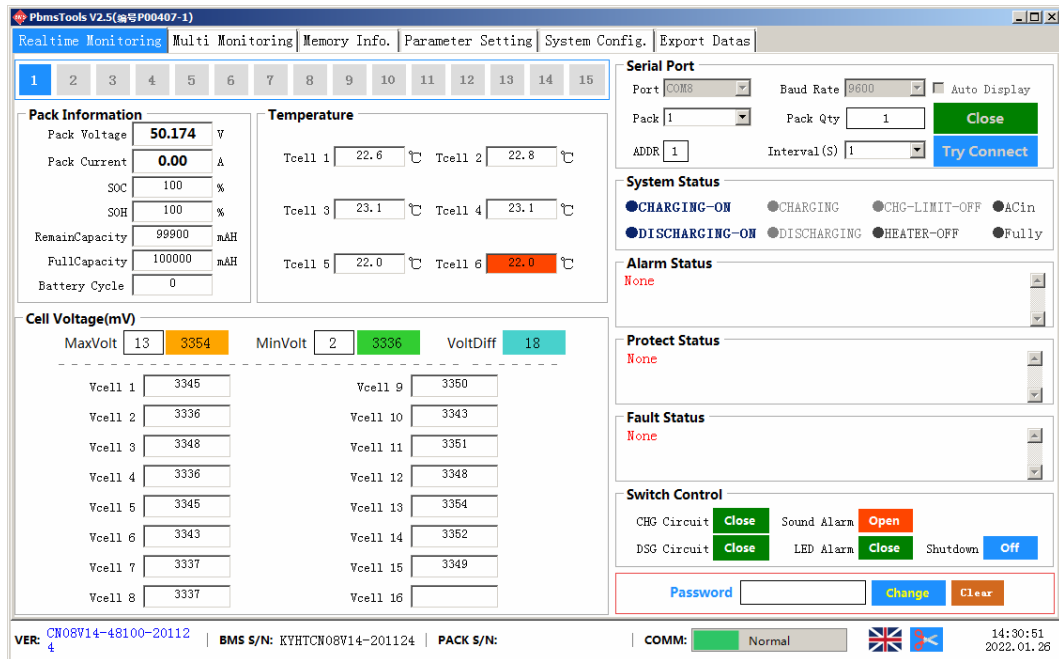 PbmsTools V2.5(编号P00407-1)
Realtime Monitoring Multi Monitoring Memory Info. Parameter Setting System Config. Export Datas
1 2 3 4 5 6 7 8 9 10 11 12 13 14 15
Pack Information
Pack Voltage 50.174 V
Pack Current 0.00 A
SOC 100 %
SOH 100 %
RemainCapacity 99900 mAH
FullCapacity 100000 mAH
Battery Cycle 0
Temperature
Tcell 1 22.6 ℃ Tcell 2 22.8 ℃
Tcell 3 23.1 ℃ Tcell 4 23.1 ℃
Tcell 5 22.0 ℃ Tcell 6 22.0 ℃
Cell Voltage(mV)
MaxVolt 13 3354 MinVolt 2 3336 VoltDiff 18
Vcell 1 3345 Vcell 9 3350
Vcell 2 3336 Vcell 10 3343
Vcell 3 3348 Vcell 11 3351
Vcell 4 3336 Vcell 12 3348
Vcell 5 3345 Vcell 13 3354
Vcell 6 3343 Vcell 14 3352
Vcell 7 3337 Vcell 15 3349
Vcell 8 3337 Vcell 16
Serial Port
Port COM8 Baud Rate 9600 Auto Display
Pack 1 Pack Qty 1 Close
ADDR 1 Interval(S) 1 Try Connect
System Status
CHARGING-ON CHARGING CHG-LIMIT-OFF ACin
DISCHARGING-ON DISCHARGING HEATER-OFF Fully
Alarm Status
None
Protect Status
None
Fault Status
None
Switch Control
CHG Circuit Close Sound Alarm Open
DSG Circuit Close LED Alarm Close Shutdown Off
Password Change Clear
VER: CN08V14-48100-20112
4
BMS S/N: KYHTCN08V14-201124 PACK S/N: COMM: Normal
14:30:51
2022.01.26